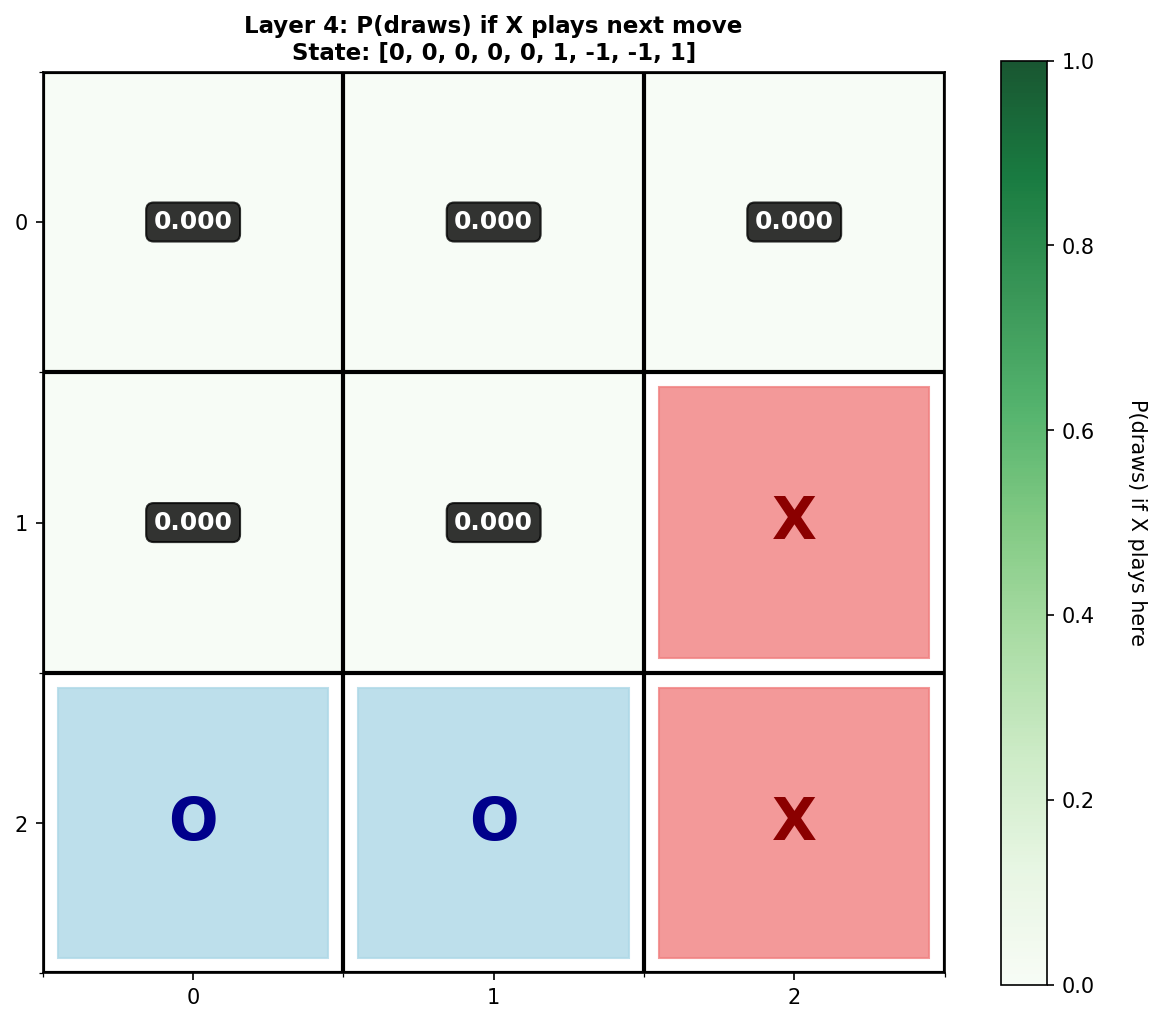 Layer 4: P(draws) if X plays next move
State: [0, 0, 0, 0, 0, 1, -1, -1, 1]
0.000 0.000 0.000
0.000 0.000 X
O O X
0
1
2
0 1 2
1.0
0.8
0.6
0.4
0.2
0.0
P(draws) if X plays here